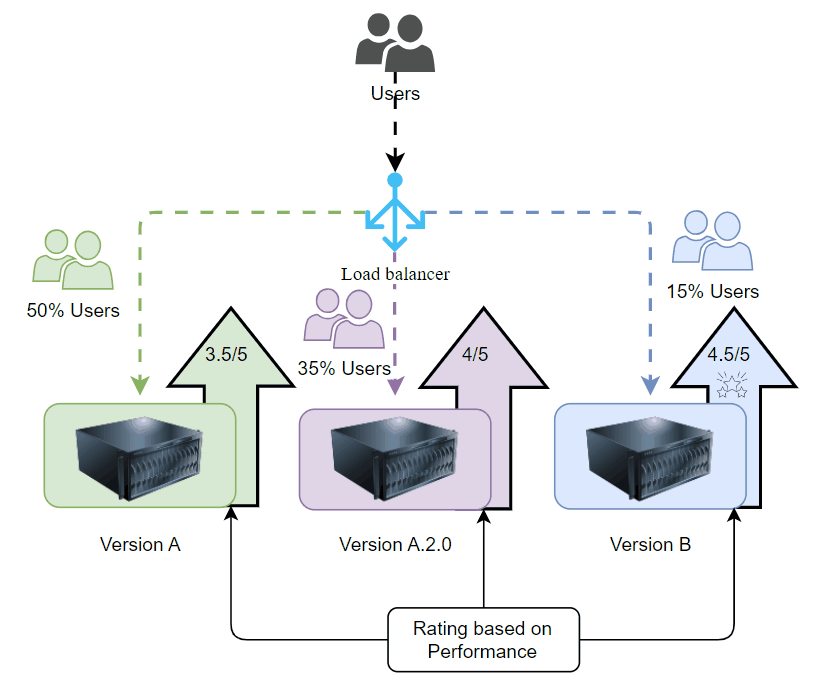 Users
Load balancer
50% Users
35% Users
15% Users
3.5/5
4/5
4.5/5
Version A
Version A.2.0
Version B
Rating based on
Performance